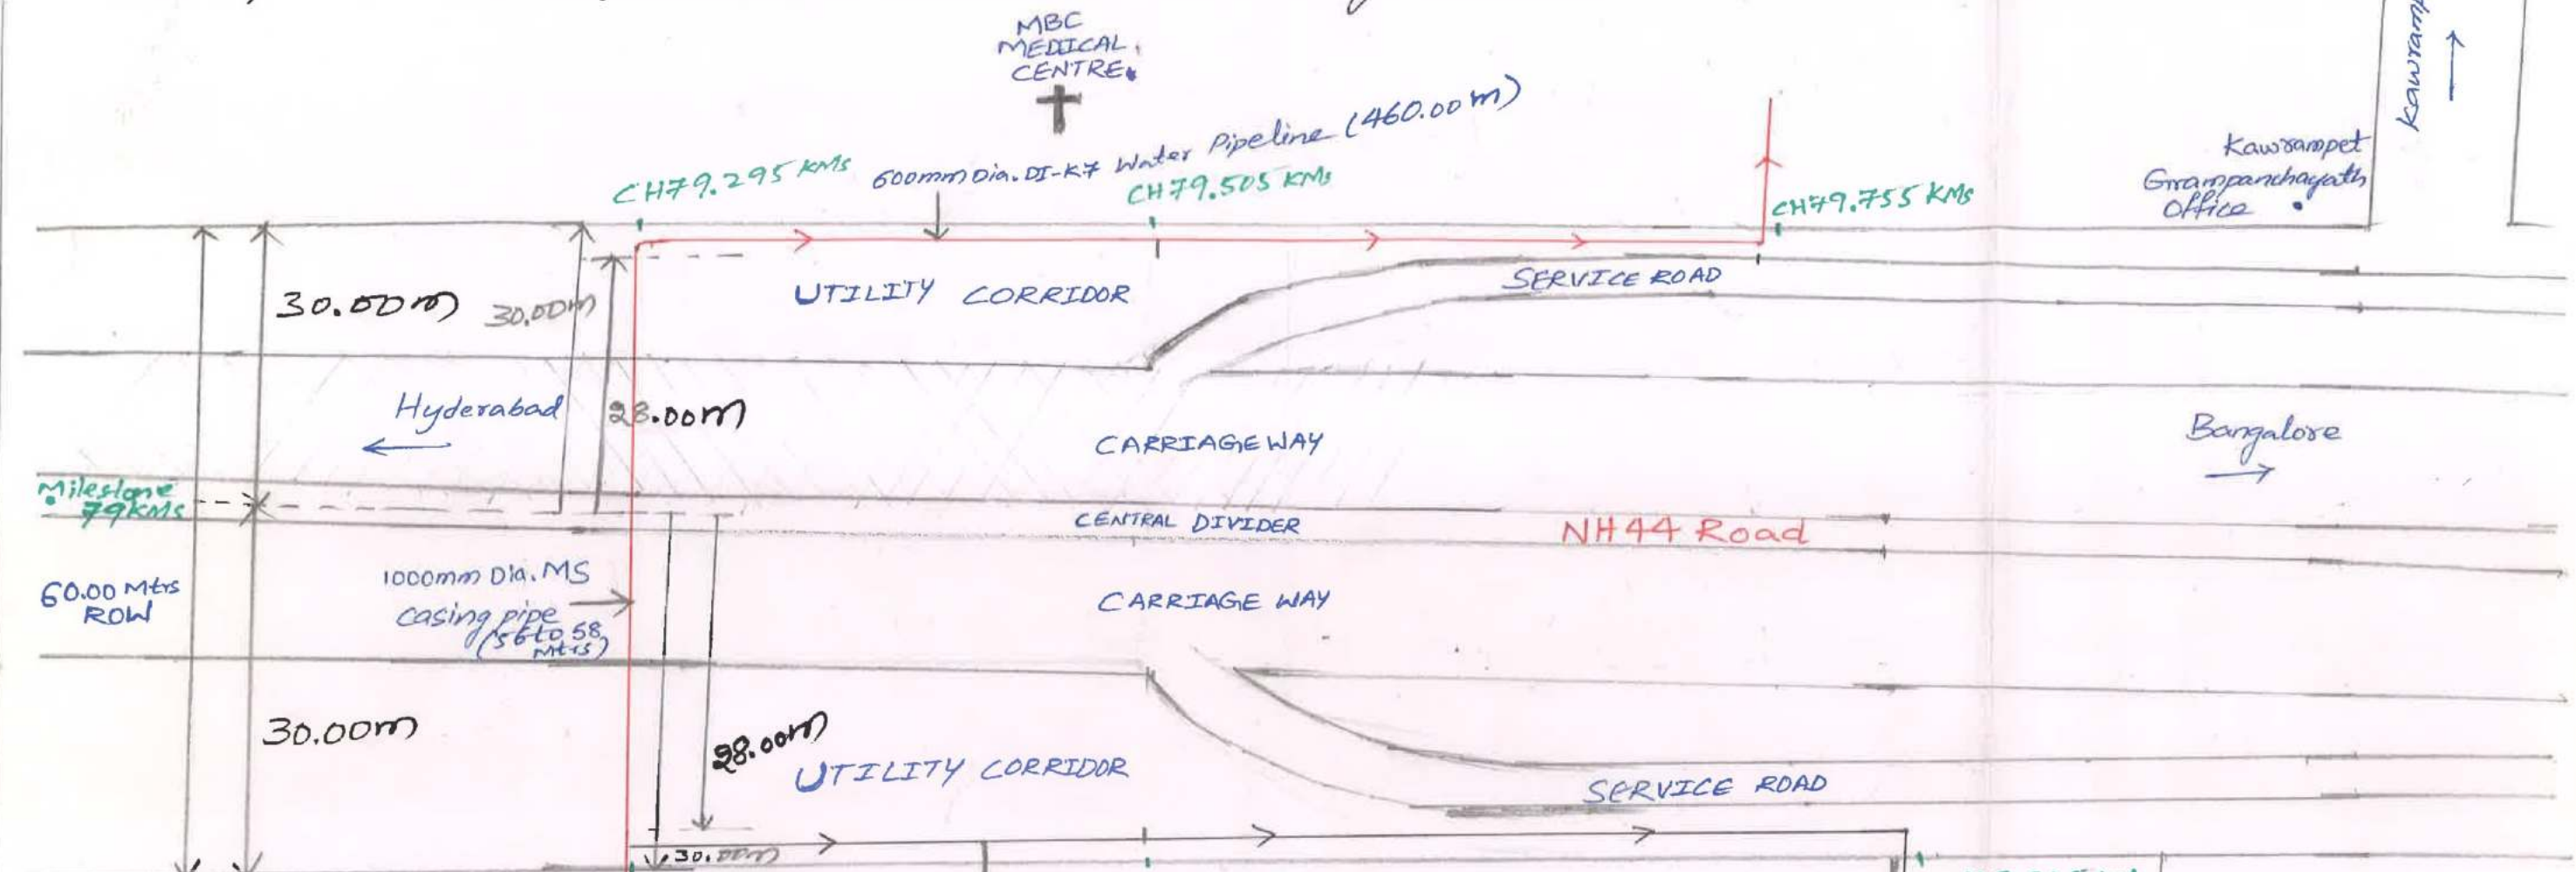 MBC
MEDICAL
CENTRE
Kawrampet
Grampanchayath
Office
CH79.295 KMS
600mm Dia. DI-K7 Water Pipeline (460.00m)
CH79.505 KMS
CH79.755 KMS
30.00m
30.00m
UTILITY CORRIDOR
SERVICE ROAD
Hyderabad
28.00m
CARRIAGEWAY
Bangalore
Milestone
79KMS
CENTRAL DIVIDER
NH44 Road
60.00 Mtrs
ROW
1000mm Dia. MS
casing pipe
(56 to 58
Mtrs)
CARRIAGE WAY
30.00m
28.00m
UTILITY CORRIDOR
SERVICE ROAD
30.00m